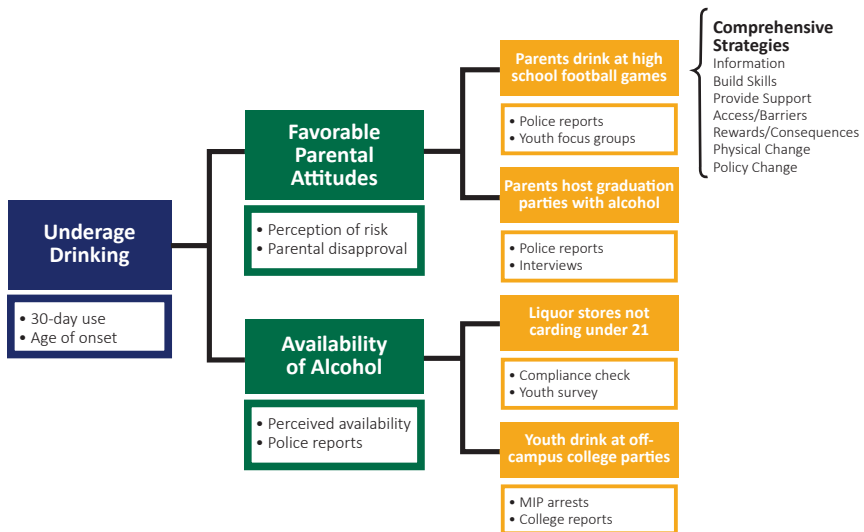 Underage
Drinking
• 30-day use
• Age of onset
Favorable
Parental
Attitudes
• Perception of risk
• Parental disapproval
Availability
of Alcohol
• Perceived availability
• Police reports
Parents drink at high
school football games
• Police reports
• Youth focus groups
Parents host graduation
parties with alcohol
• Police reports
• Interviews
Liquor stores not
carding under 21
• Compliance check
• Youth survey
Youth drink at off-
campus college parties
• MIP arrests
• College reports
Comprehensive
Strategies
Information
Build Skills
Provide Support
Access/Barriers
Rewards/Consequences
Physical Change
Policy Change